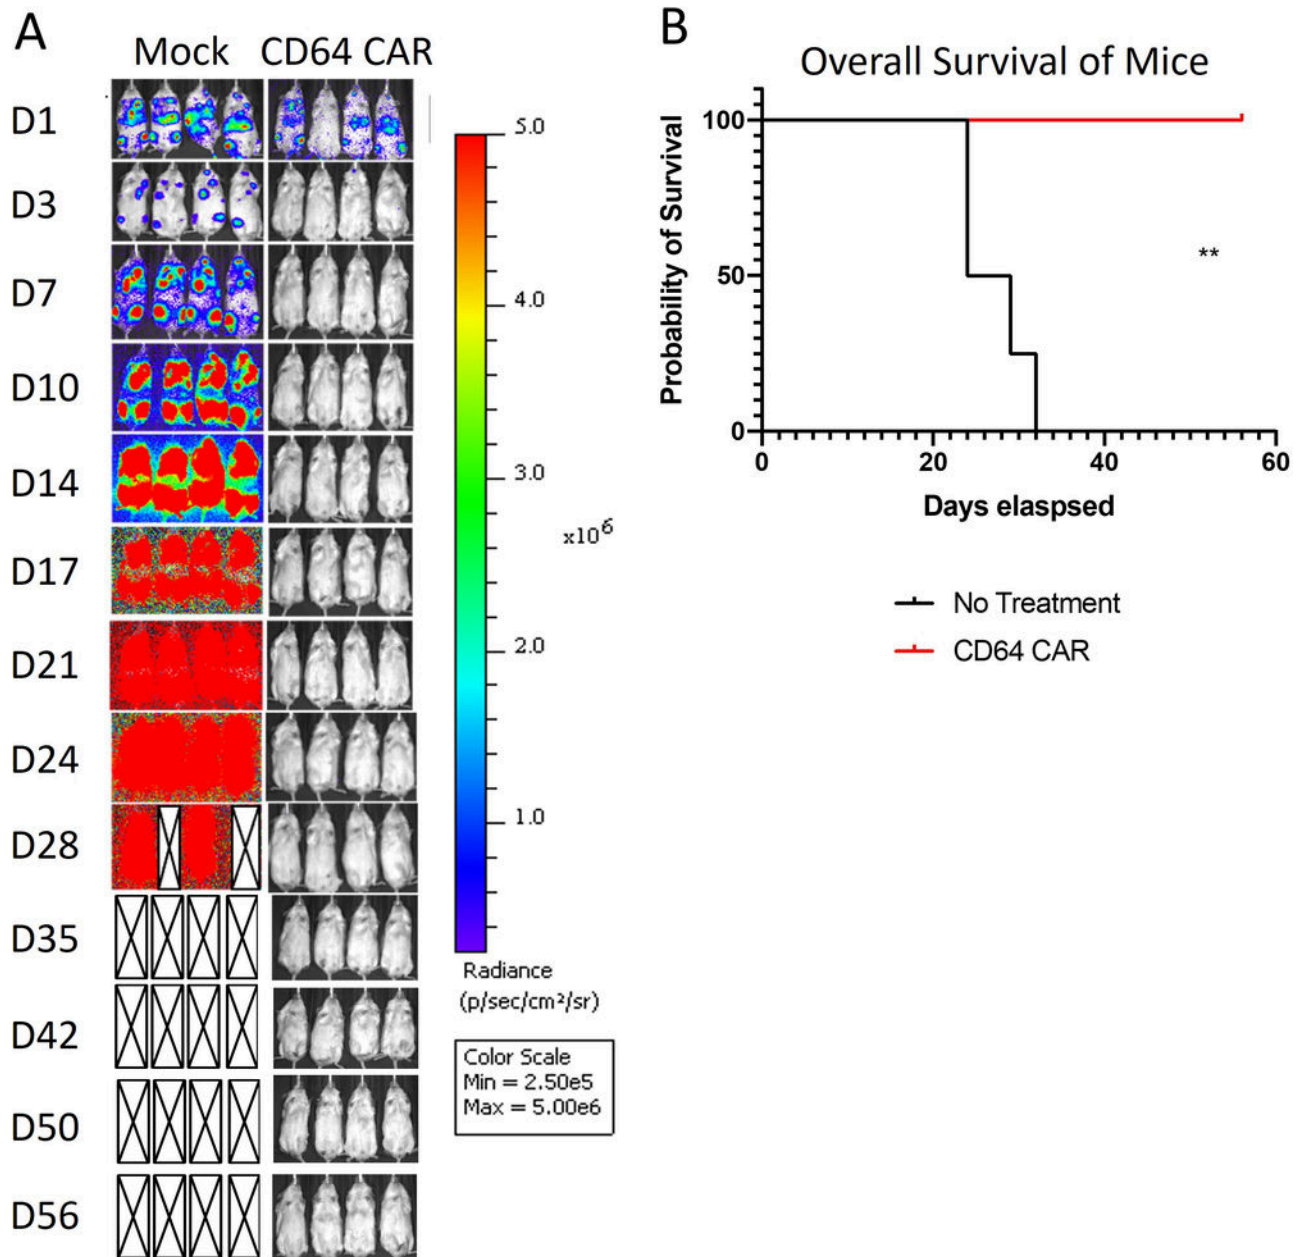 A
Mock
CD64 CAR
D1
D3
D7
D10
D14
D17
D21
D24
D28
D35
D42
D50
D56
5.0
4.0
3.0
x10⁶
2.0
1.0
Radiance
(p/sec/cm²/sr)
Color Scale
Min = 2.50e5
Max = 5.00e6
B
Overall Survival of Mice
Probability of Survival
100
50
0
**
0
20
40
60
Days elaspsed
No Treatment
CD64 CAR